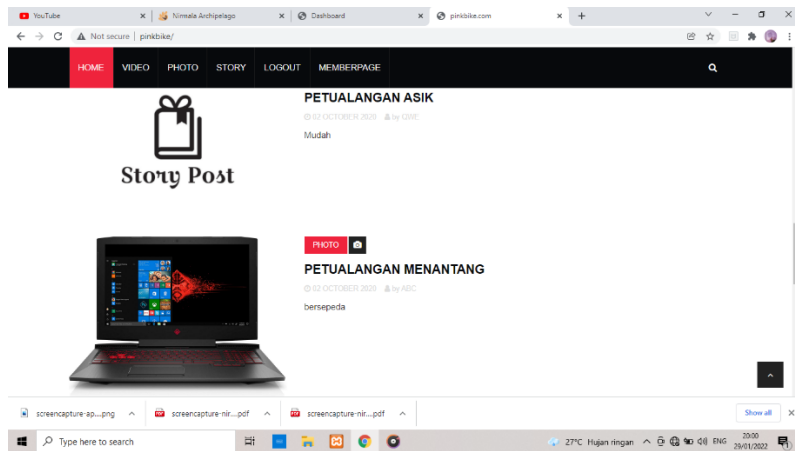 YouTube
Nirmala Archipelago
Dashboard
pinkbike.com
Not secure | pinkbike/
HOME VIDEO PHOTO STORY LOGOUT MEMBERPAGE
PETUALANGAN ASIK
02 OCTOBER 2020 by QWE
Mudah
Story Post
PHOTO
PETUALANGAN MENANTANG
02 OCTOBER 2020 by ABC
bersepeda
screencapture-ap....png
screencapture-nir....pdf
screencapture-nir....pdf
Show all
Type here to search
27°C Hujan ringan
ENG
20:00
29/01/2022